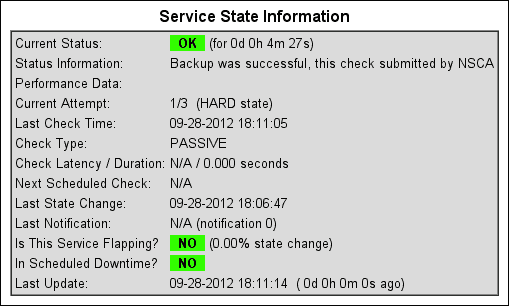 Service State Information
Current Status: OK (for 0d 0h 4m 27s)
Status Information: Backup was successful, this check submitted by NSCA
Performance Data:
Current Attempt: 1/3 (HARD state)
Last Check Time: 09-28-2012 18:11:05
Check Type: PASSIVE
Check Latency / Duration: N/A / 0.000 seconds
Next Scheduled Check: N/A
Last State Change: 09-28-2012 18:06:47
Last Notification: N/A (notification 0)
Is This Service Flapping? NO (0.00% state change)
In Scheduled Downtime? NO
Last Update: 09-28-2012 18:11:14 ( 0d 0h 0m 0s ago)